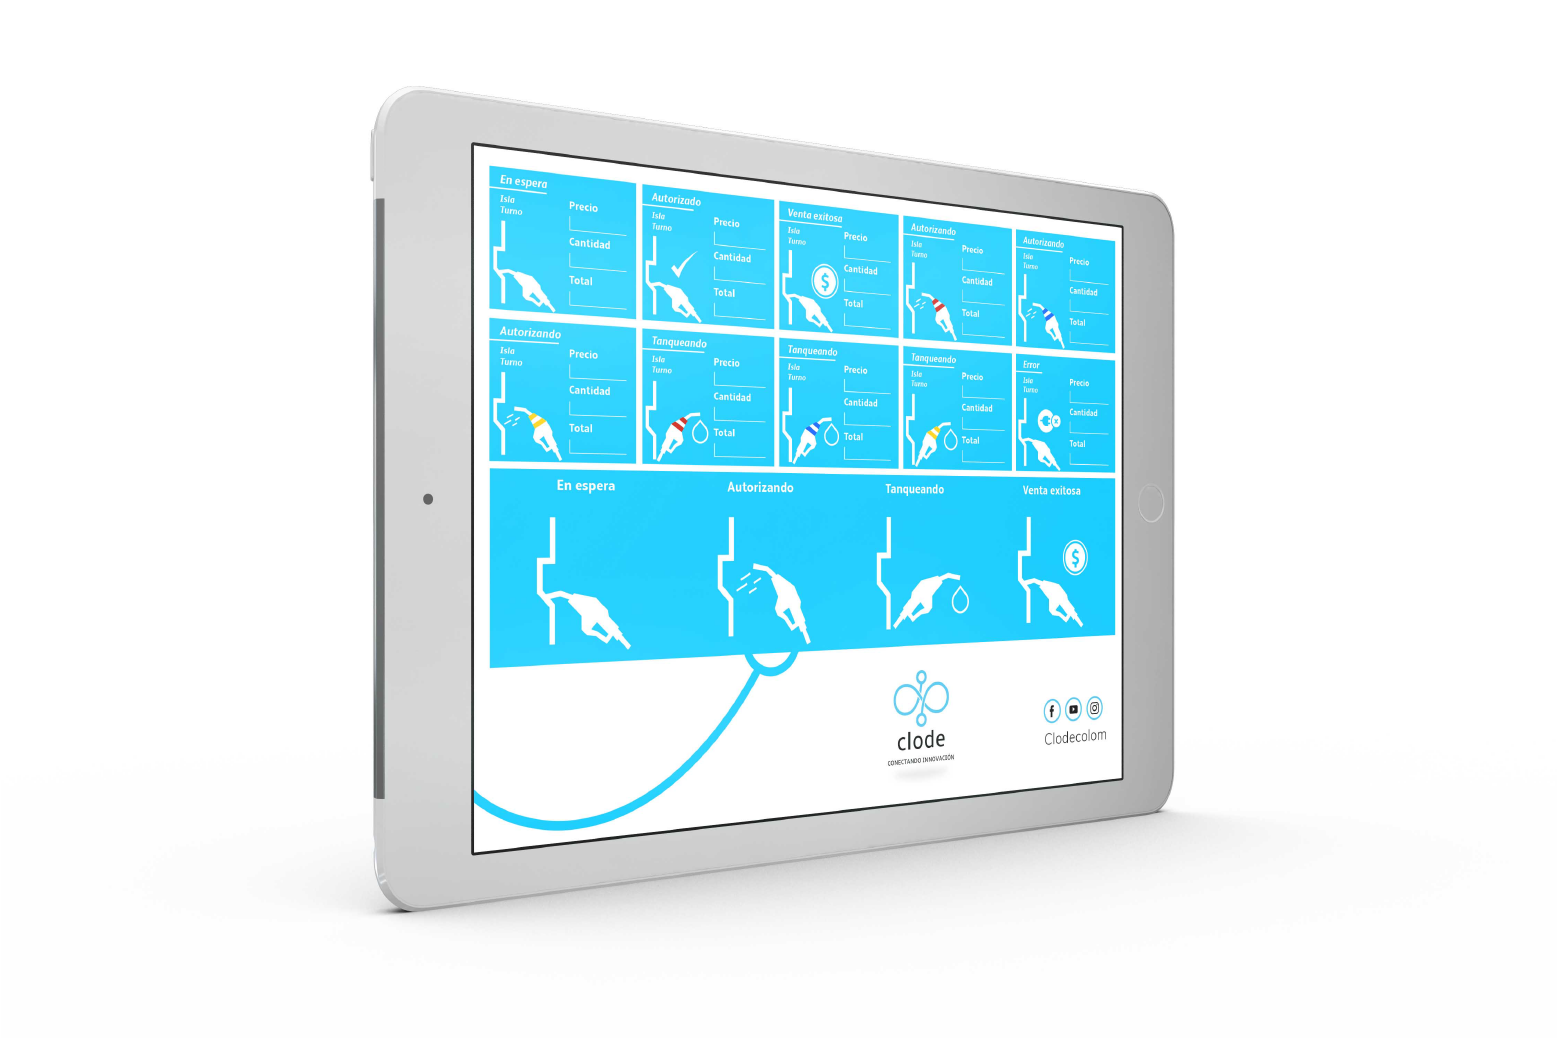 En espera
Isla
Turno
Precio
Cantidad
Total
Autorizado
Isla
Turno
Precio
Cantidad
Total
Venta exitosa
Isla
Turno
Precio
Cantidad
Total
Autorizando
Isla
Turno
Precio
Cantidad
Total
Autorizando
Isla
Turno
Precio
Cantidad
Total
Autorizando
Isla
Turno
Precio
Cantidad
Total
Tanqueando
Isla
Turno
Precio
Cantidad
Total
Tanqueando
Isla
Turno
Precio
Cantidad
Total
Tanqueando
Isla
Turno
Precio
Cantidad
Total
Error
Isla
Turno
Precio
Cantidad
Total
En espera
Autorizando
Tanqueando
Venta exitosa
$
$
clode
CONECTANDO INNOVACIÓN
Clodecolom